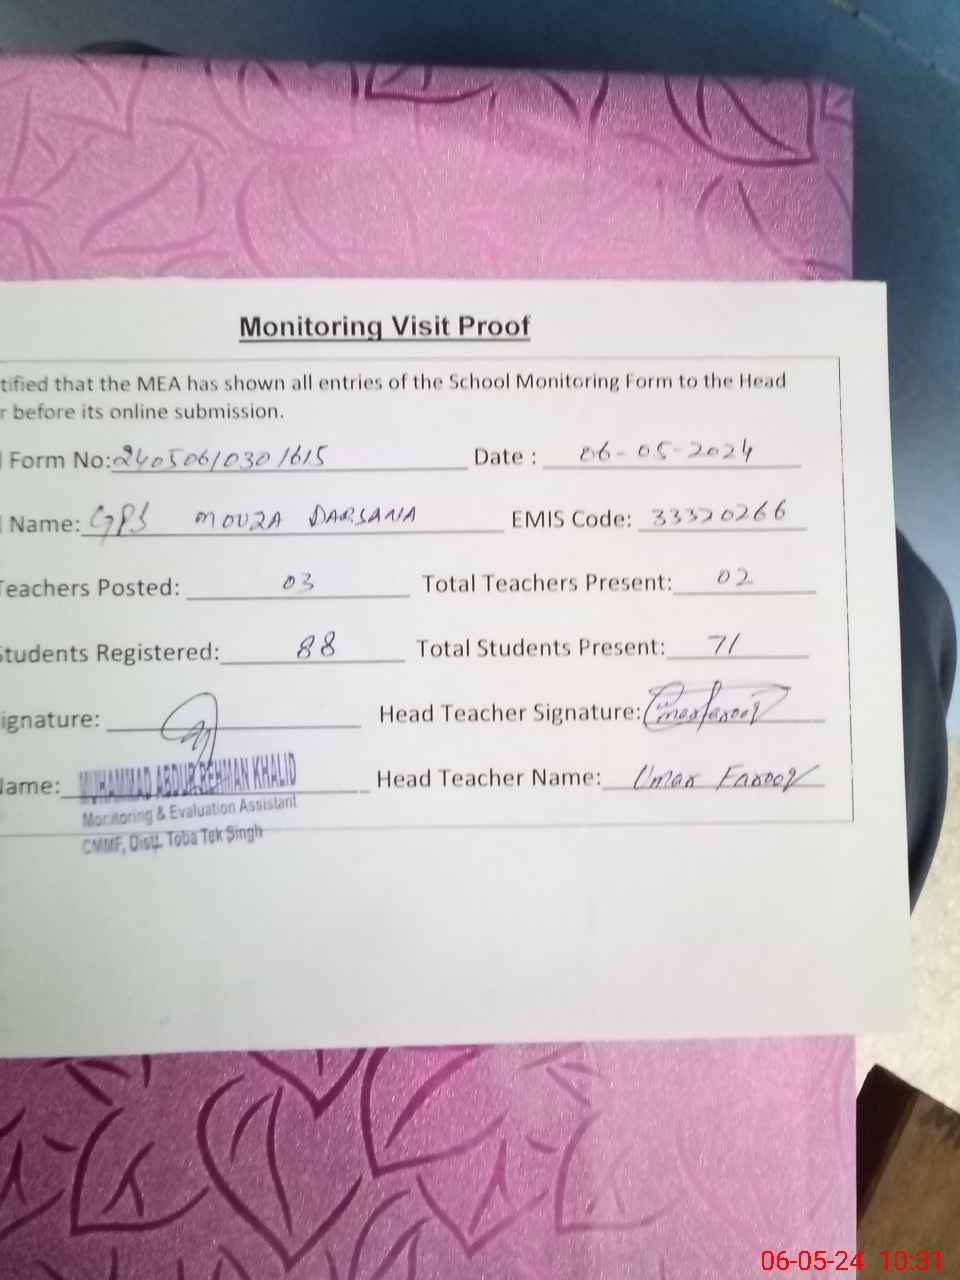 Monitoring Visit Proof
tified that the MEA has shown all entries of the School Monitoring Form to the Head
r before its online submission.
Form No: 24050610301615 Date : 06-05-2024
Name: GPS MOUZA DARSANA EMIS Code: 33320266
Teachers Posted: 03 Total Teachers Present: 02
Students Registered: 88 Total Students Present: 71
ignature: Head Teacher Signature: Umarfarooq
Name: MUHAMMAD ABDUR REHMAN KHALID Head Teacher Name: Umar Farooq
Monitoring & Evaluation Assistant
CMMF, Distt. Toba Tek Singh
06-05-24 10:31